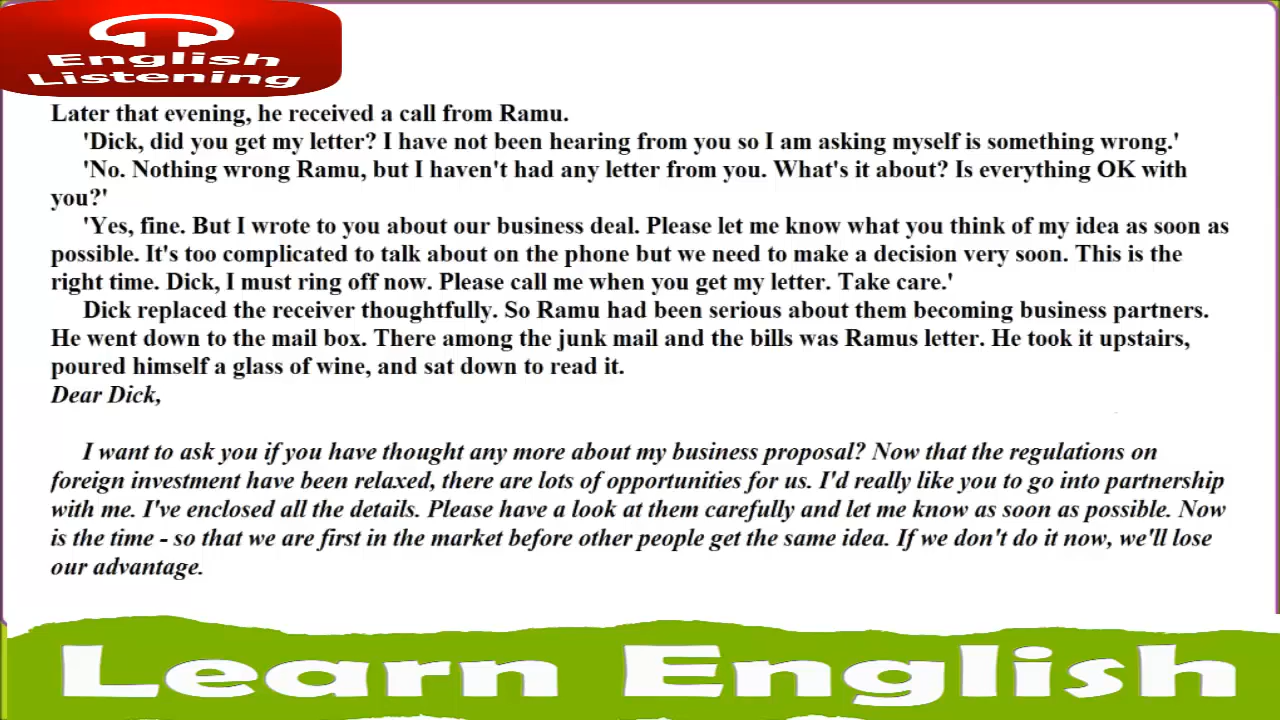 English
Listening
Later that evening, he received a call from Ramu.
'Dick, did you get my letter? I have not been hearing from you so I am asking myself is something wrong.'
'No. Nothing wrong Ramu, but I haven't had any letter from you. What's it about? Is everything OK with
you?'
'Yes, fine. But I wrote to you about our business deal. Please let me know what you think of my idea as soon as
possible. It's too complicated to talk about on the phone but we need to make a decision very soon. This is the
right time. Dick, I must ring off now. Please call me when you get my letter. Take care.'
Dick replaced the receiver thoughtfully. So Ramu had been serious about them becoming business partners.
He went down to the mail box. There among the junk mail and the bills was Ramus letter. He took it upstairs,
poured himself a glass of wine, and sat down to read it.
Dear Dick,
I want to ask you if you have thought any more about my business proposal? Now that the regulations on
foreign investment have been relaxed, there are lots of opportunities for us. I'd really like you to go into partnership
with me. I've enclosed all the details. Please have a look at them carefully and let me know as soon as possible. Now
is the time - so that we are first in the market before other people get the same idea. If we don't do it now, we'll lose
our advantage.
Learn English